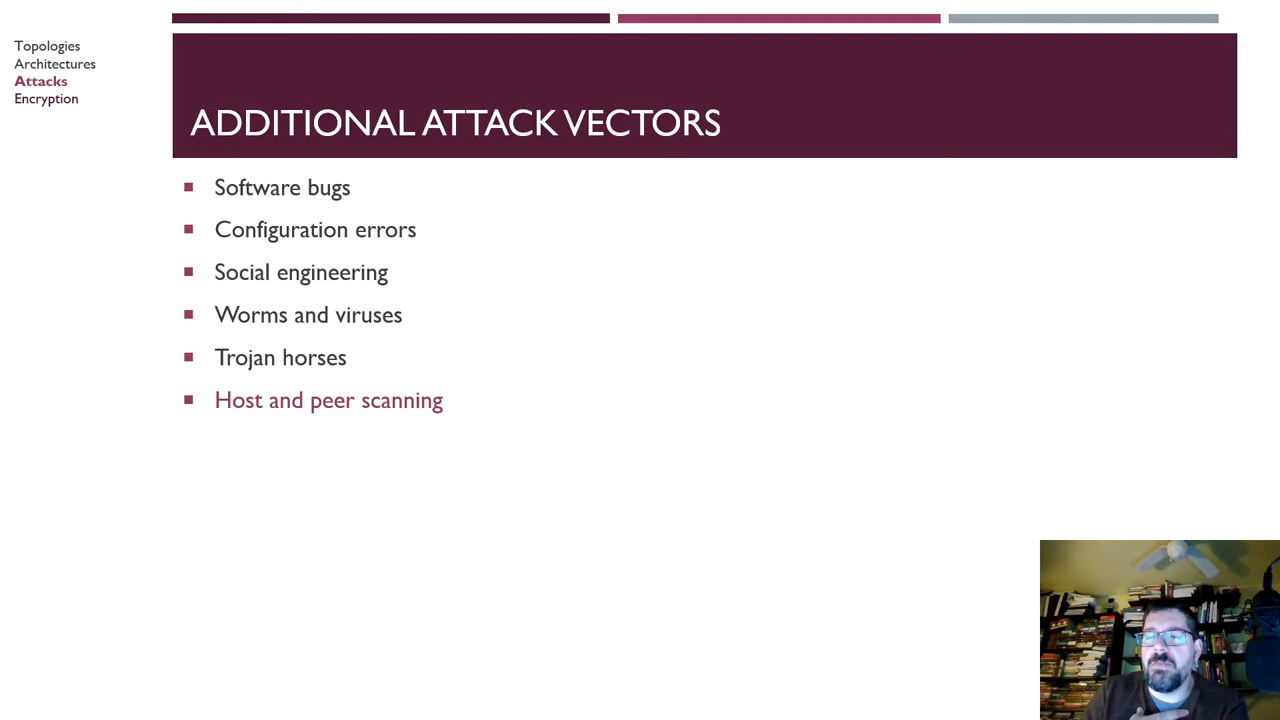 Topologies
Architectures
Attacks
Encryption
ADDITIONAL ATTACK VECTORS
Software bugs
Configuration errors
Social engineering
Worms and viruses
Trojan horses
Host and peer scanning